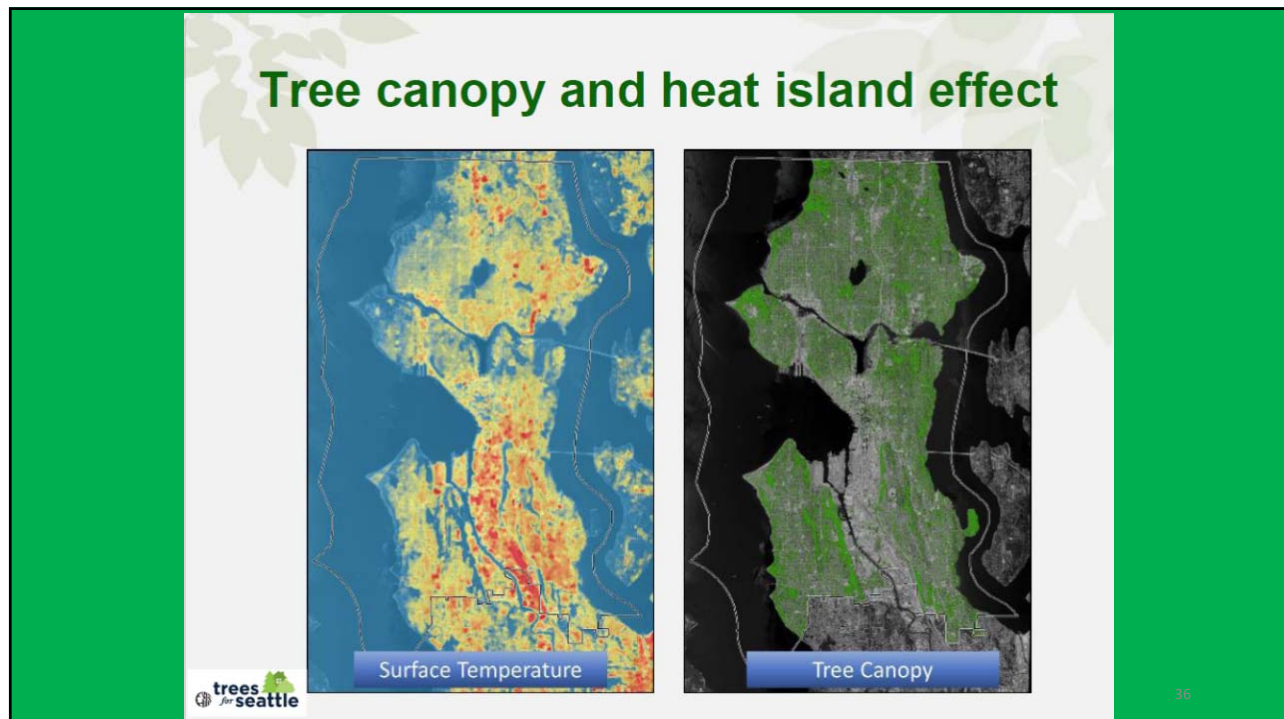 Tree canopy and heat island effect
Surface Temperature
Tree Canopy
trees
for seattle
36